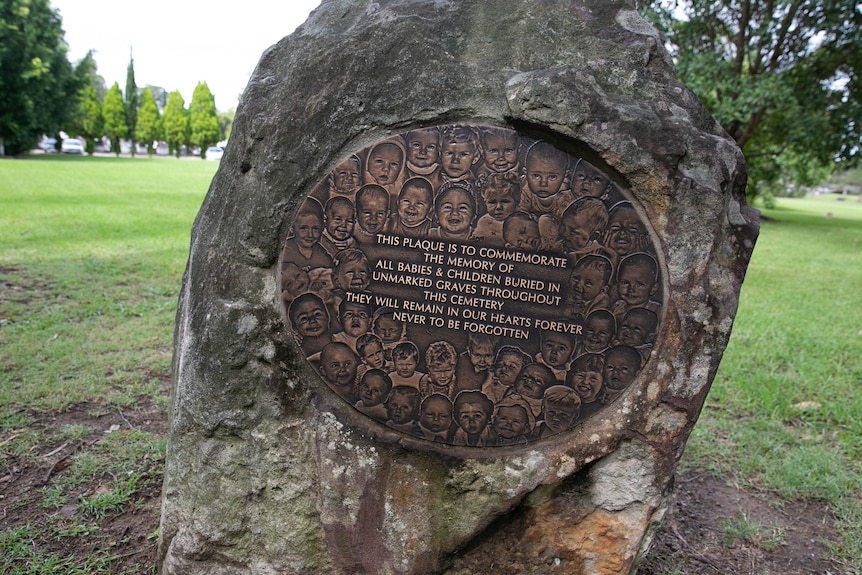 THIS PLAQUE IS TO COMMEMORATE
THE MEMORY OF
ALL BABIES & CHILDREN BURIED IN
UNMARKED GRAVES THROUGHOUT
THIS CEMETERY
THEY WILL REMAIN IN OUR HEARTS FOREVER
NEVER TO BE FORGOTTEN